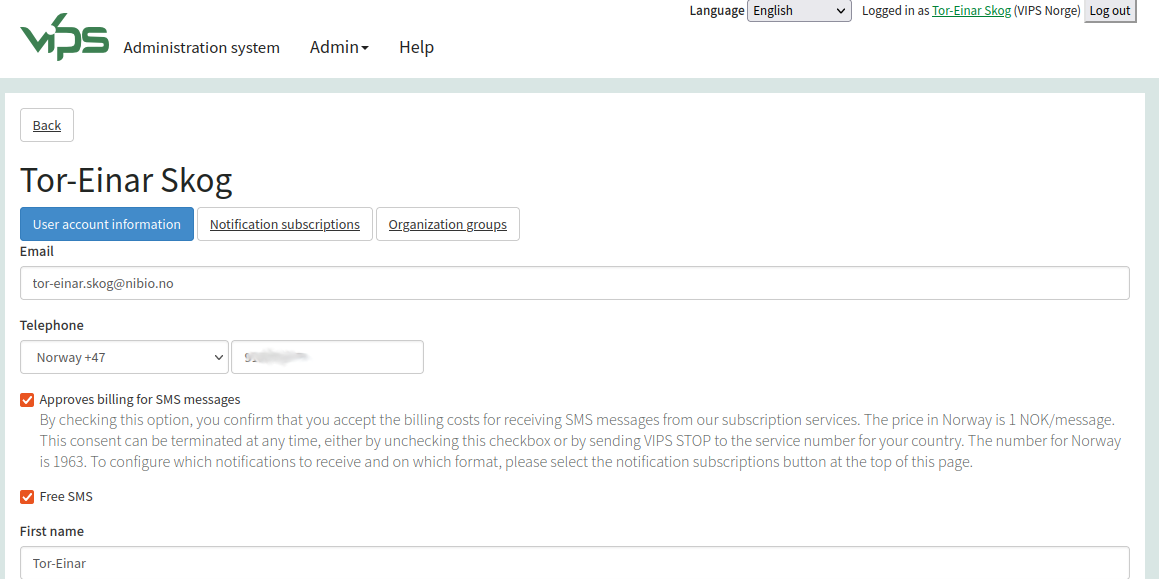 Language English Logged in as Tor-Einar Skog (VIPS Norge) Log out
vips Administration system Admin Help
Back
Tor-Einar Skog
User account information Notification subscriptions Organization groups
Email
tor-einar.skog@nibio.no
Telephone
Norway +47
Approves billing for SMS messages
By checking this option, you confirm that you accept the billing costs for receiving SMS messages from our subscription services. The price in Norway is 1 NOK/message.
This consent can be terminated at any time, either by unchecking this checkbox or by sending VIPS STOP to the service number for your country. The number for Norway
is 1963. To configure which notifications to receive and on which format, please select the notification subscriptions button at the top of this page.
Free SMS
First name
Tor-Einar